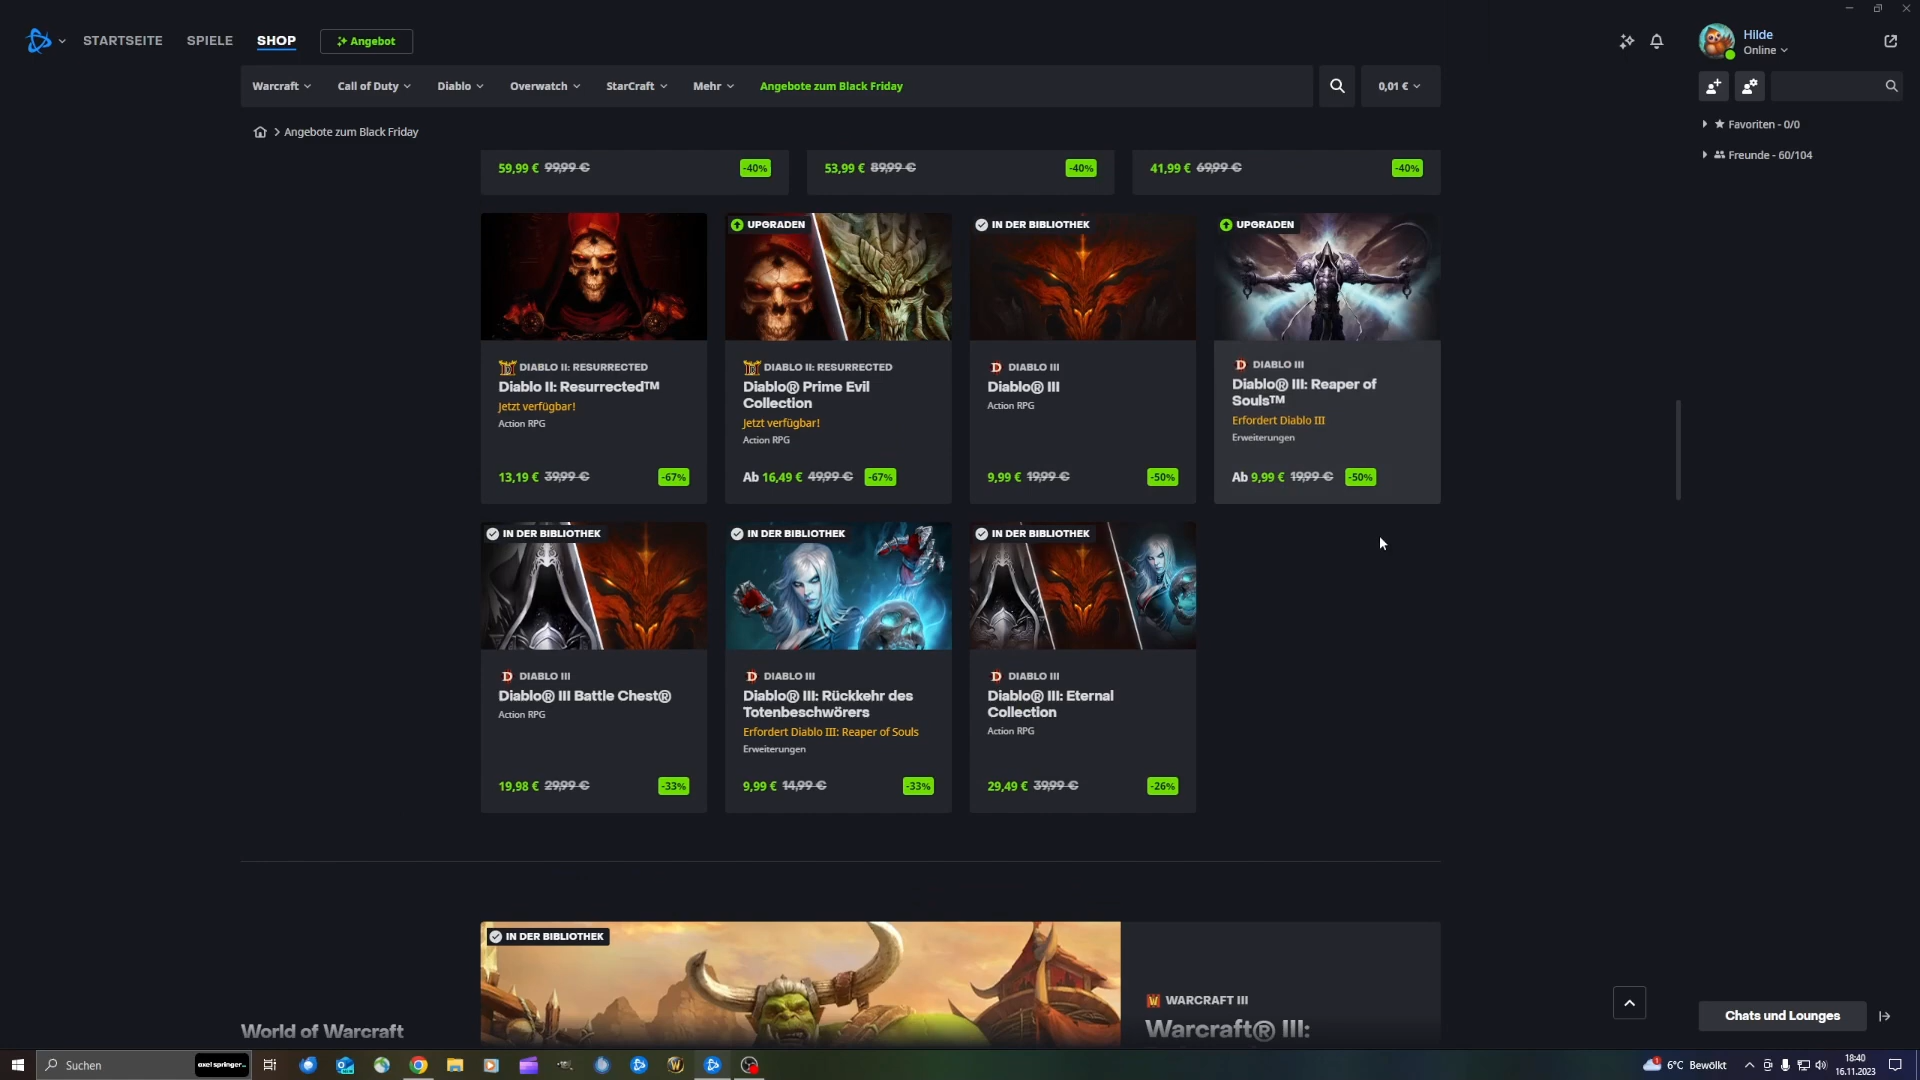 STARTSEITE SPIELE SHOP Angebot
Hilde
Online
Warcraft Call of Duty Diablo Overwatch StarCraft Mehr Angebote zum Black Friday 0,01 €
Angebote zum Black Friday
Favoriten - 0/0
Freunde - 60/104
59,99 € 99,99 € -40%
53,99 € 89,99 € -40%
41,99 € 69,99 € -40%
DIABLO II: RESURRECTED
Diablo II: Resurrected™
Jetzt verfügbar!
Action RPG
13,19 € 39,99 € -67%
UPGRADEN
DIABLO II: RESURRECTED
Diablo® Prime Evil
Collection
Jetzt verfügbar!
Action RPG
Ab 16,49 € 49,99 € -67%
IN DER BIBLIOTHEK
DIABLO III
Diablo® III
Action RPG
9,99 € 19,99 € -50%
UPGRADEN
DIABLO III
Diablo® III: Reaper of
Souls™
Erfordert Diablo III
Erweiterungen
Ab 9,99 € 19,99 € -50%
IN DER BIBLIOTHEK
DIABLO III
Diablo® III Battle Chest®
Action RPG
19,98 € 29,99 € -33%
IN DER BIBLIOTHEK
DIABLO III
Diablo® III: Rückkehr des
Totenbeschwörers
Erfordert Diablo III: Reaper of Souls
Erweiterungen
9,99 € 14,99 € -33%
IN DER BIBLIOTHEK
DIABLO III
Diablo® III: Eternal
Collection
Action RPG
29,49 € 39,99 € -26%
IN DER BIBLIOTHEK
World of Warcraft
WARCRAFT III
Warcraft® III:
Chats und Lounges
Suchen
axel springer...
6°C Bewölkt
18:40
16.11.2023